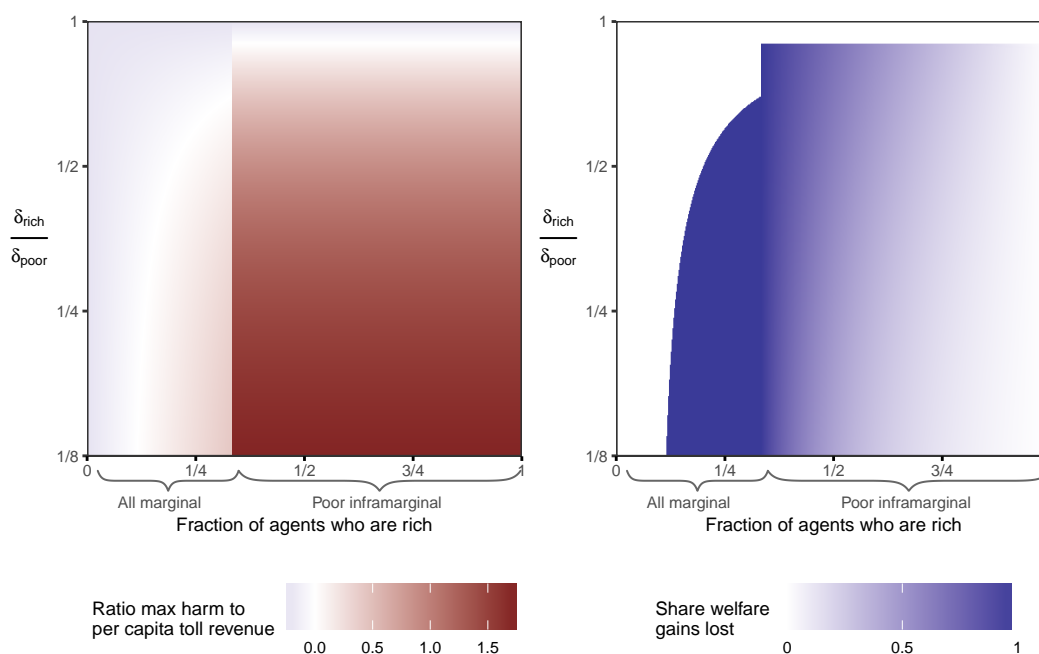 1
1/2
δrich
δpoor
1/4
1/8
0
1/4
1/2
3/4
1
All marginal
Poor inframarginal
Fraction of agents who are rich
Ratio max harm to
per capita toll revenue
0.0 0.5 1.0 1.5
1
1/2
δrich
δpoor
1/4
1/8
0
1/4
1/2
3/4
All marginal
Poor inframarginal
Fraction of agents who are rich
Share welfare
gains lost
0 0.5 1